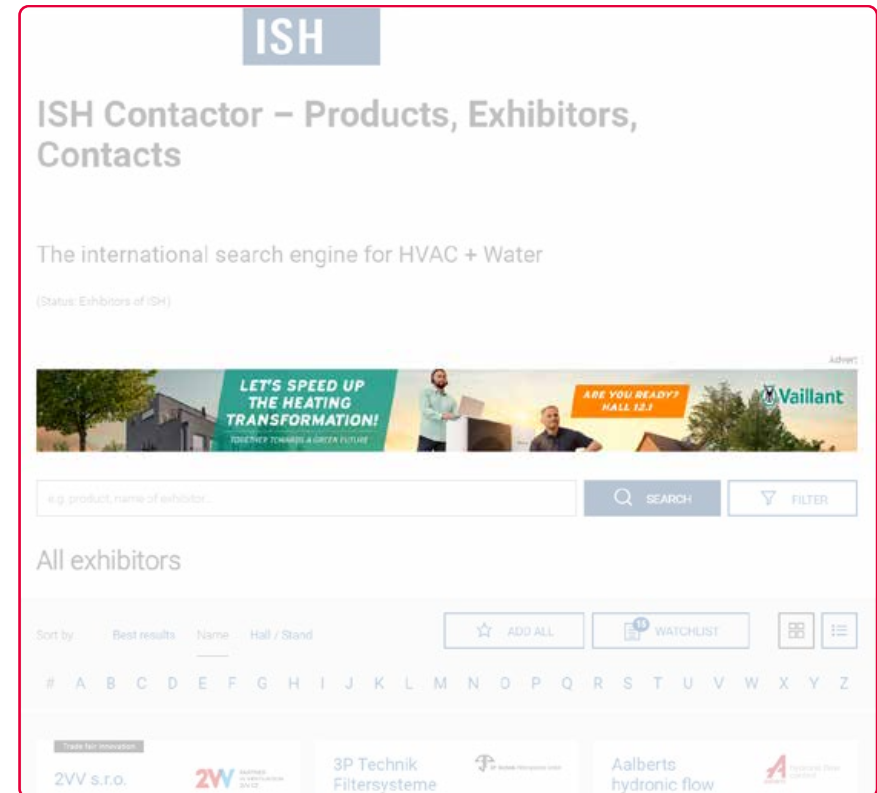 ISH
ISH Contactor – Products, Exhibitors,
Contacts
The international search engine for HVAC + Water
(Status: Exhibitors of ISH)
Advert
LET'S SPEED UP
THE HEATING
TRANSFORMATION!
TOGETHER TOWARDS A GREEN FUTURE
ARE YOU READY?
HALL 12.1
Vaillant
e.g. product, name of exhibitor...
SEARCH
FILTER
All exhibitors
Sort by Best results Name Hall / Stand
ADD ALL
WATCHLIST
# A B C D E F G H I J K L M N O P Q R S T U V W X Y Z
Trade fair innovation
2VV s.r.o.
2VV
3P Technik
Filtersysteme
Aalberts
hydronic flow